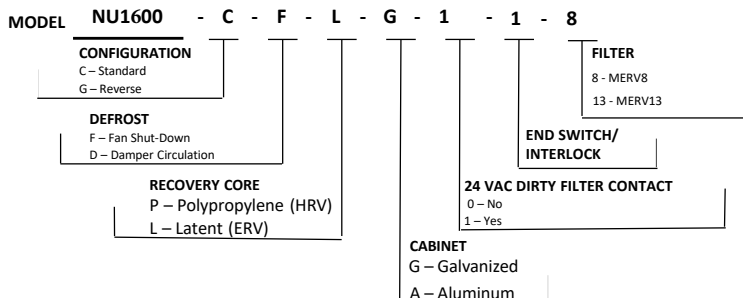 MODEL NU1600 - C - F - L - G - 1 - 1 - 8
CONFIGURATION
C – Standard
G – Reverse
FILTER
8 - MERV8
13 - MERV13
DEFROST
F – Fan Shut-Down
D – Damper Circulation
END SWITCH/
INTERLOCK
RECOVERY CORE
P – Polypropylene (HRV)
L – Latent (ERV)
24 VAC DIRTY FILTER CONTACT
0 – No
1 – Yes
CABINET
G – Galvanized
A – Aluminum